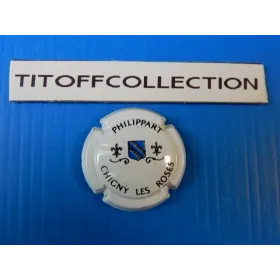 TITOFFCOLLECTION
PHILIPPART
CHIGNY LES ROSES